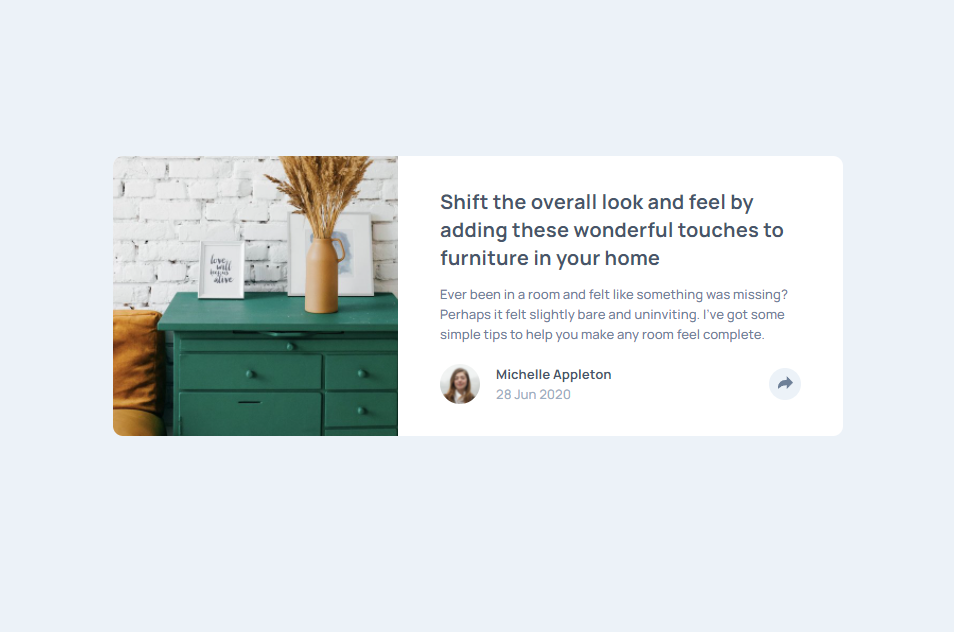 love
will
keep us
alive
Shift the overall look and feel by
adding these wonderful touches to
furniture in your home
Ever been in a room and felt like something was missing?
Perhaps it felt slightly bare and uninviting. I've got some
simple tips to help you make any room feel complete.
Michelle Appleton
28 Jun 2020